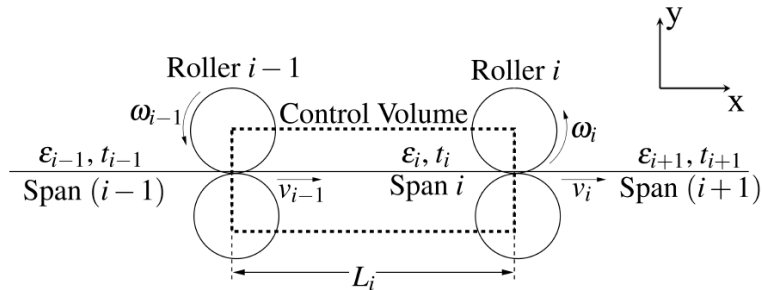 y
x
Roller i − 1
Roller i
ω_{i−1}
Control Volume
ω_i
ε_{i−1}, t_{i−1}
ε_i, t_i
ε_{i+1}, t_{i+1}
Span (i − 1)
v_{i−1}
Span i
v_i
Span (i + 1)
L_i